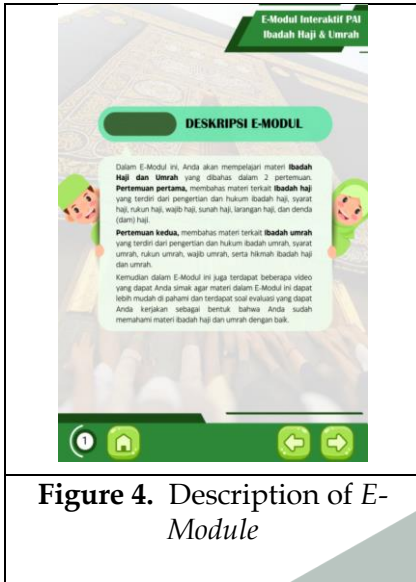 E-Modul Interaktif PAI
Ibadah Haji & Umrah
DESKRIPSI E-MODUL
Dalam E-Modul ini, Anda akan mempelajari materi Ibadah
Haji dan Umrah yang dibahas dalam 2 pertemuan.
Pertemuan pertama, membahas materi terkait ibadah haji
yang terdiri dari pengertian dan hukum ibadah haji, syarat
haji, rukun haji, wajib haji, sunah haji, larangan haji, dan denda
(dam) haji.
Pertemuan kedua, membahas materi terkait ibadah umrah
yang terdiri dari pengertian dan hukum ibadah umrah, syarat
umrah, rukun umrah, wajib umrah, serta hikmah ibadah haji
dan umrah.
Kemudian dalam E-Modul ini juga terdapat beberapa video
yang dapat Anda simak agar materi dalam E-Modul ini dapat
lebih mudah di pahami dan terdapat soal evaluasi yang dapat
Anda kerjakan sebagai bentuk bahwa Anda sudah
memahami materi ibadah haji dan umrah dengan baik.
1
Figure 4. Description of E-
Module